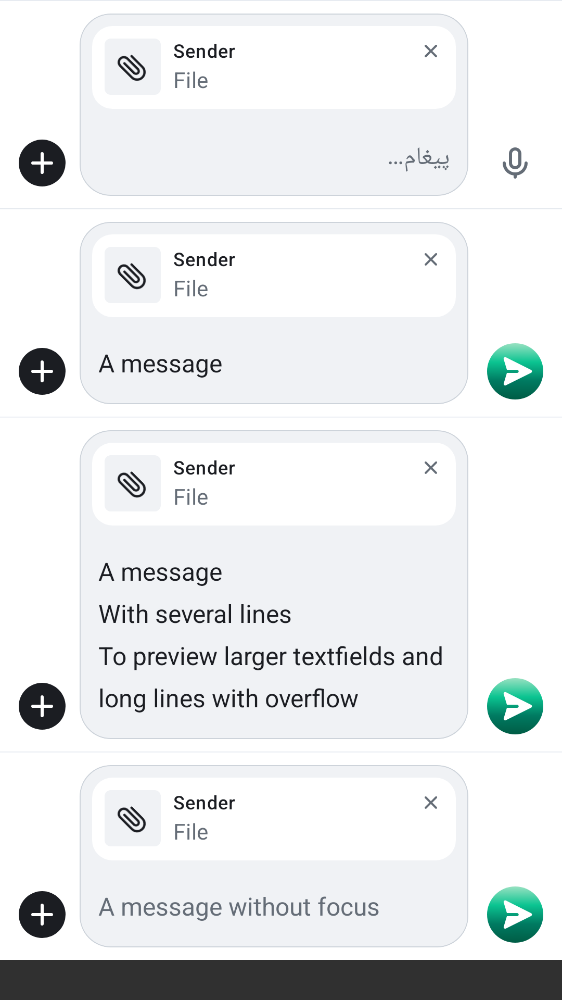 Sender
File
پیغام...
Sender
File
A message
Sender
File
A message
With several lines
To preview larger textfields and
long lines with overflow
Sender
File
A message without focus